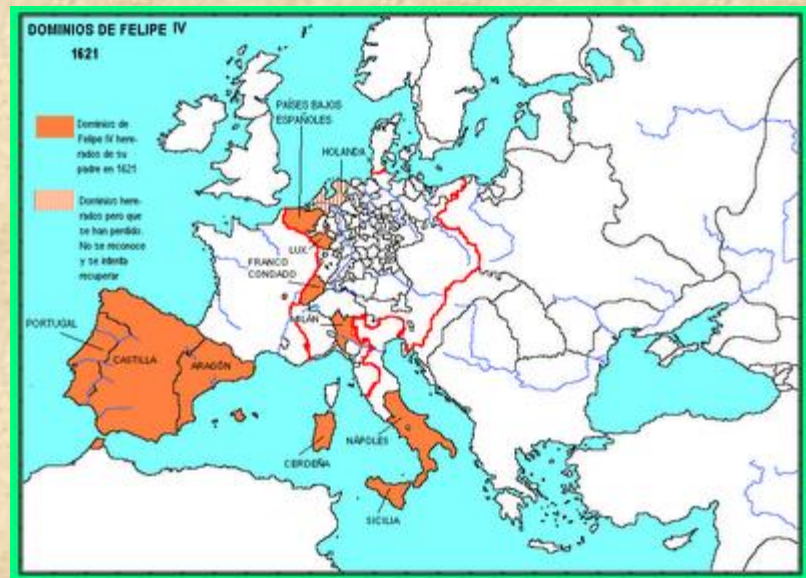 DOMINIOS DE FELIPE IV
1621
Dominios de
Felipe IV here-
rados de su
padre en 1621
Dominios here-
rados pero que
se han perdido.
No se reconoce
y se intenta
recuperar
PAÍSES BAJOS
ESPAÑOLES
HOLANDA
LUX
FRANCO
CONDADO
MILÁN
PORTUGAL
CASTILLA
ARAGÓN
NÁPOLES
CERDEÑA
SICILIA